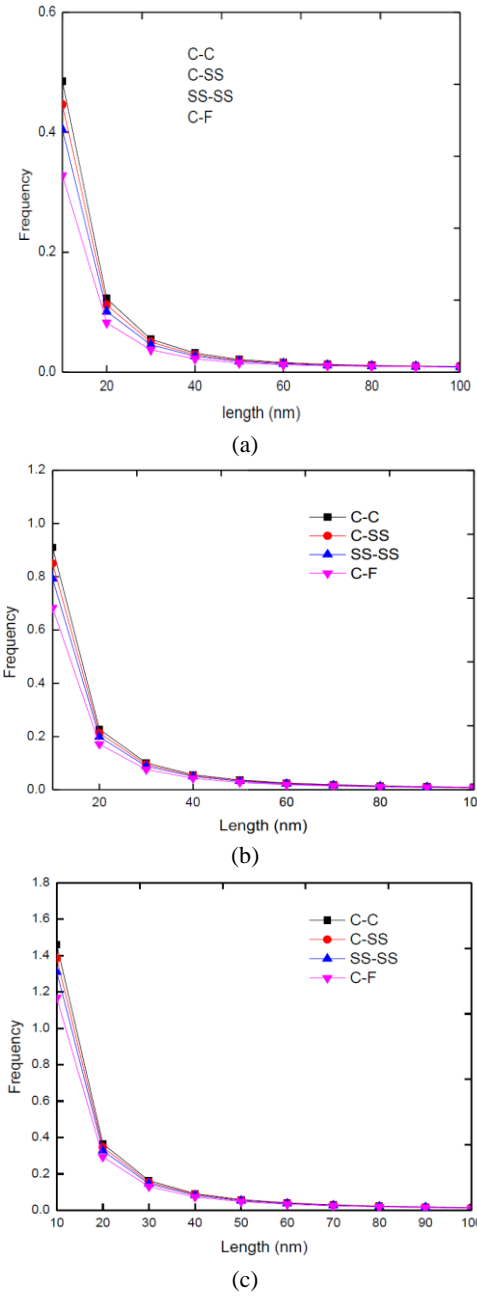 0.6
C-C
C-SS
SS-SS
C-F
0.4
Frequency
0.2
0.0
20 40 60 80 100
length (nm)
(a)
1.2
1.0
C-C
C-SS
0.8
SS-SS
C-F
0.6
Frequency
0.4
0.2
0.0
20 40 60 80 100
Length (nm)
(b)
1.8
1.6
C-C
1.4
C-SS
SS-SS
1.2
C-F
1.0
Frequency
0.8
0.6
0.4
0.2
0.0
10 20 30 40 50 60 70 80 90 100
Length (nm)
(c)